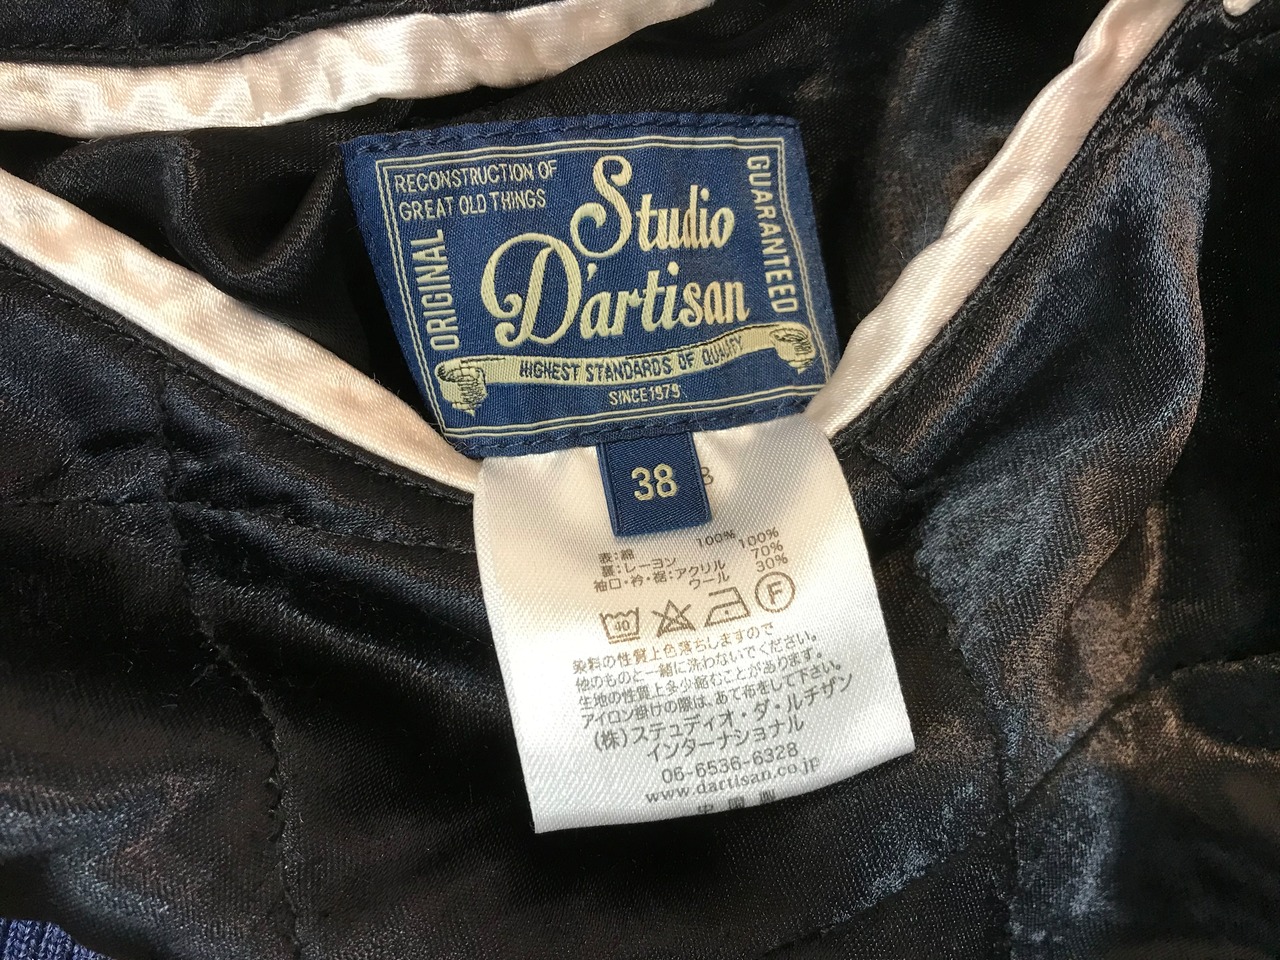 RECONSTRUCTION OF
GREAT OLD THINGS
ORIGINAL
Studio
D'artisan
GUARANTEED
HIGHEST STANDARDS OF QUALITY
SINCE 1979
38
表:綿 100%
裏:レーヨン 100%
袖口・衿・裾:アクリル 70%
ウール 30%
40
F
染料の性質上色落ちしますので
他のものと一緒に洗わないでください。
生地の性質上多少縮むことがあります。
アイロン掛けの際は、あて布をして下さい。
(株)ステュディオ・ダ・ルチザン
インターナショナル
06-6536-6328
www.dartisan.co.jp
中国製